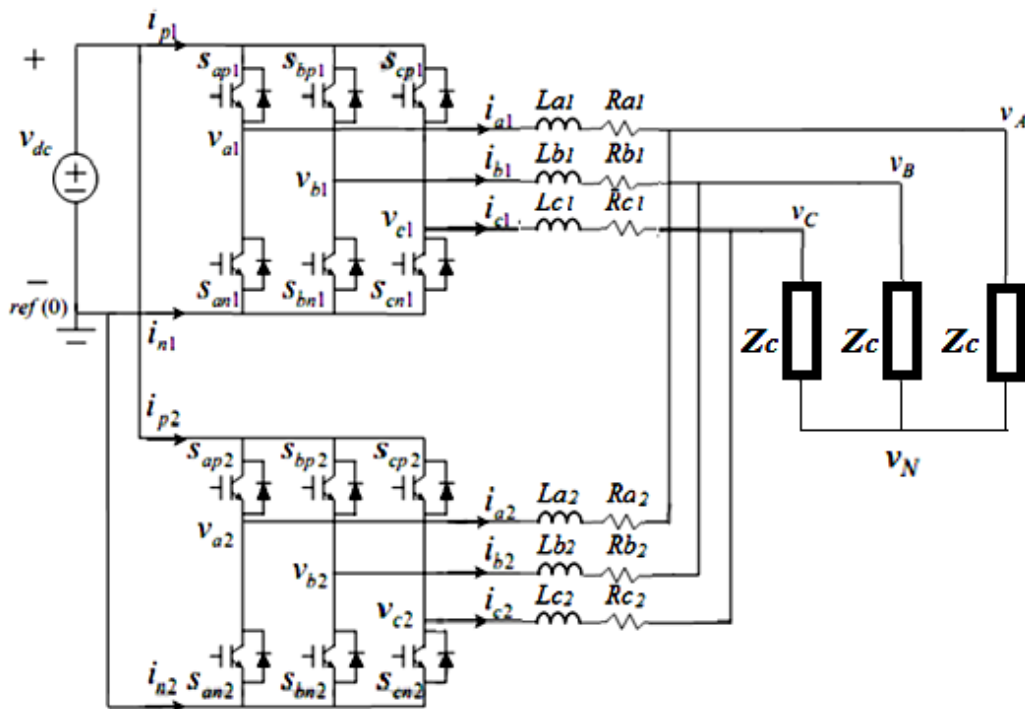 i_p1
+
s_ap1 s_bp1 s_cp1
i_a1 La1 Ra1 v_A
v_a1
v_dc
+
−
i_b1 Lb1 Rb1 v_B
v_b1
i_c1 Lc1 Rc1 v_C
v_c1
−
s_an1 s_bn1 s_cn1
ref (0)
i_n1
Zc Zc Zc
i_p2
s_ap2 s_bp2 s_cp2
v_N
i_a2 La2 Ra2
v_a2
i_b2 Lb2 Rb2
v_b2
i_c2 Lc2 Rc2
v_c2
i_n2 s_an2 s_bn2 s_cn2